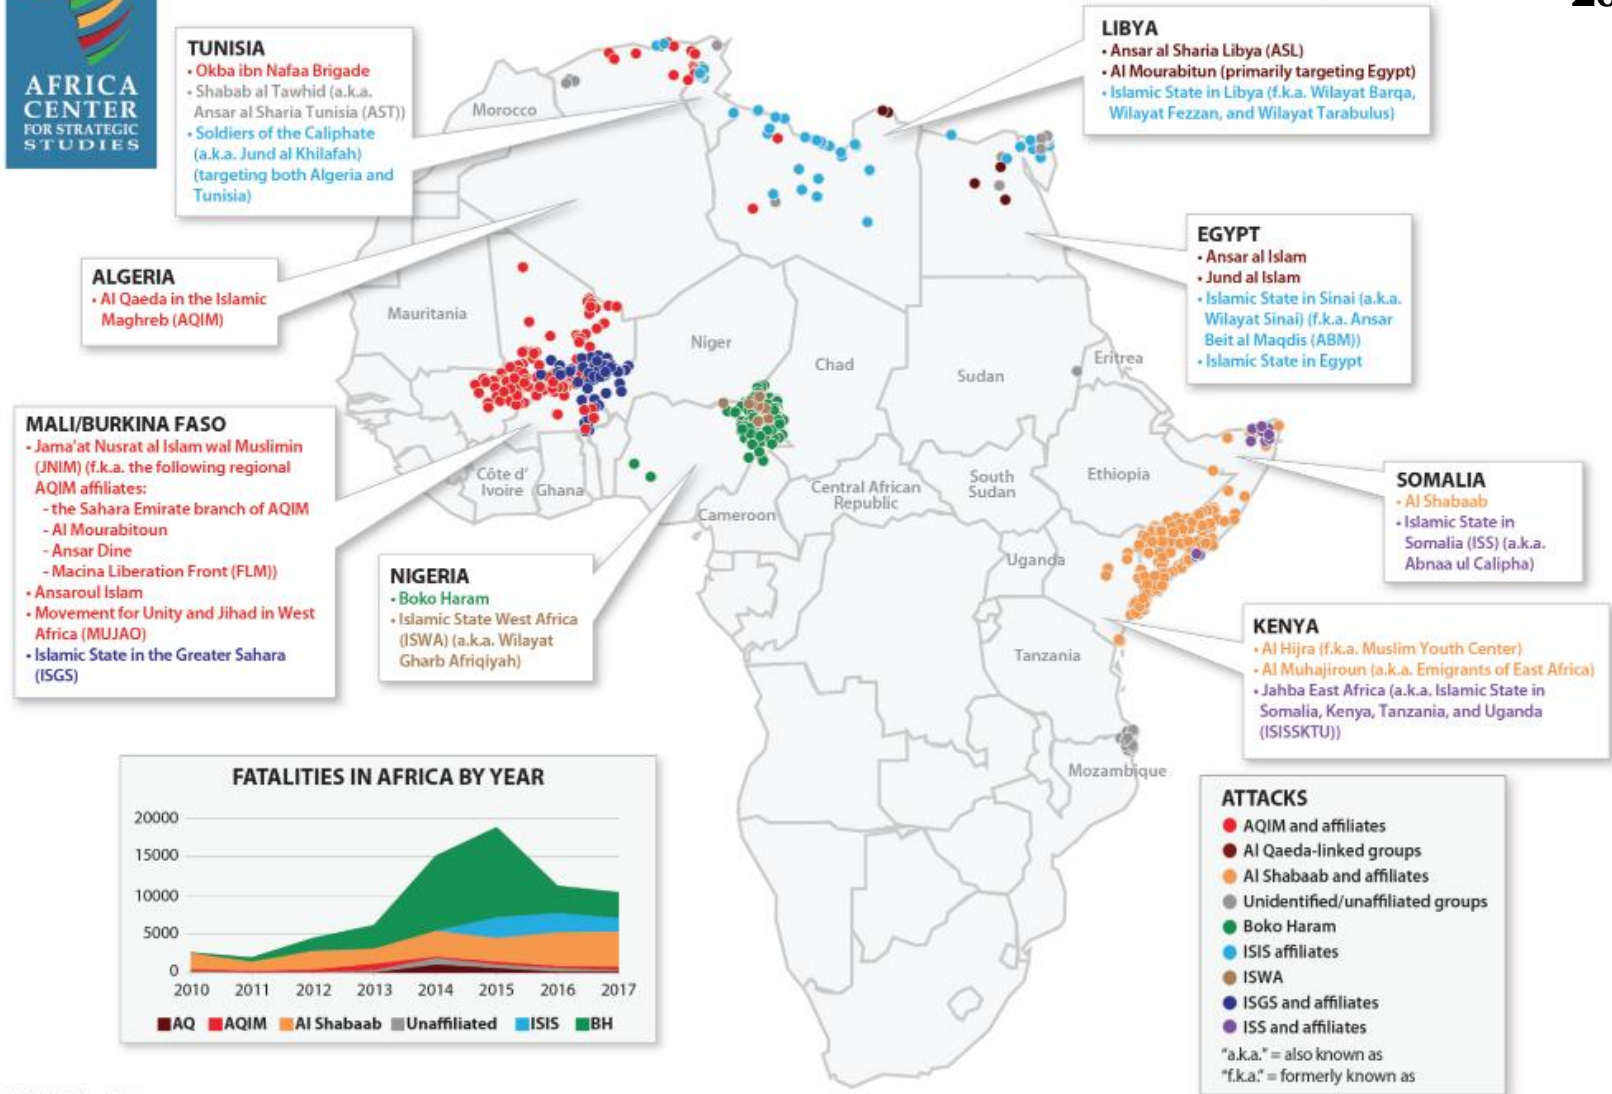 AFRICA
CENTER
FOR STRATEGIC
STUDIES
TUNISIA
• Okba ibn Nafaa Brigade
• Shabab al Tawhid (a.k.a.
Ansar al Sharia Tunisia (AST))
• Soldiers of the Caliphate
(a.k.a. Jund al Khilafah)
(targeting both Algeria and
Tunisia)
LIBYA
• Ansar al Sharia Libya (ASL)
• Al Mourabitun (primarily targeting Egypt)
• Islamic State in Libya (f.k.a. Wilayat Barqa,
Wilayat Fezzan, and Wilayat Tarabulus)
ALGERIA
• Al Qaeda in the Islamic
Maghreb (AQIM)
EGYPT
• Ansar al Islam
• Jund al Islam
• Islamic State in Sinai (a.k.a.
Wilayat Sinai) (f.k.a. Ansar
Beit al Maqdis (ABM))
• Islamic State in Egypt
MALI/BURKINA FASO
• Jama'at Nusrat al Islam wal Muslimin
(JNIM) (f.k.a. the following regional
AQIM affiliates:
- the Sahara Emirate branch of AQIM
- Al Mourabitoun
- Ansar Dine
- Macina Liberation Front (FLM))
• Ansaroul Islam
• Movement for Unity and Jihad in West
Africa (MUJAO)
• Islamic State in the Greater Sahara
(ISGS)
NIGERIA
• Boko Haram
• Islamic State West Africa
(ISWA) (a.k.a. Wilayat
Gharb Afriqiyah)
SOMALIA
• Al Shabaab
• Islamic State in
Somalia (ISS) (a.k.a.
Abnaa ul Calipha)
KENYA
• Al Hijra (f.k.a. Muslim Youth Center)
• Al Muhajiroun (a.k.a. Emigrants of East Africa)
• Jahba East Africa (a.k.a. Islamic State in
Somalia, Kenya, Tanzania, and Uganda
(ISISSKTU))
Morocco
Mauritania
Niger
Chad
Sudan
Eritrea
Côte d'
Ivoire
Ghana
Cameroon
Central African
Republic
South
Sudan
Ethiopia
Uganda
Tanzania
Mozambique
FATALITIES IN AFRICA BY YEAR
20000
15000
10000
5000
0
2010 2011 2012 2013 2014 2015 2016 2017
AQ AQIM Al Shabaab Unaffiliated ISIS BH
ATTACKS
AQIM and affiliates
Al Qaeda-linked groups
Al Shabaab and affiliates
Unidentified/unaffiliated groups
Boko Haram
ISIS affiliates
ISWA
ISGS and affiliates
ISS and affiliates
"a.k.a." = also known as
"f.k.a." = formerly known as